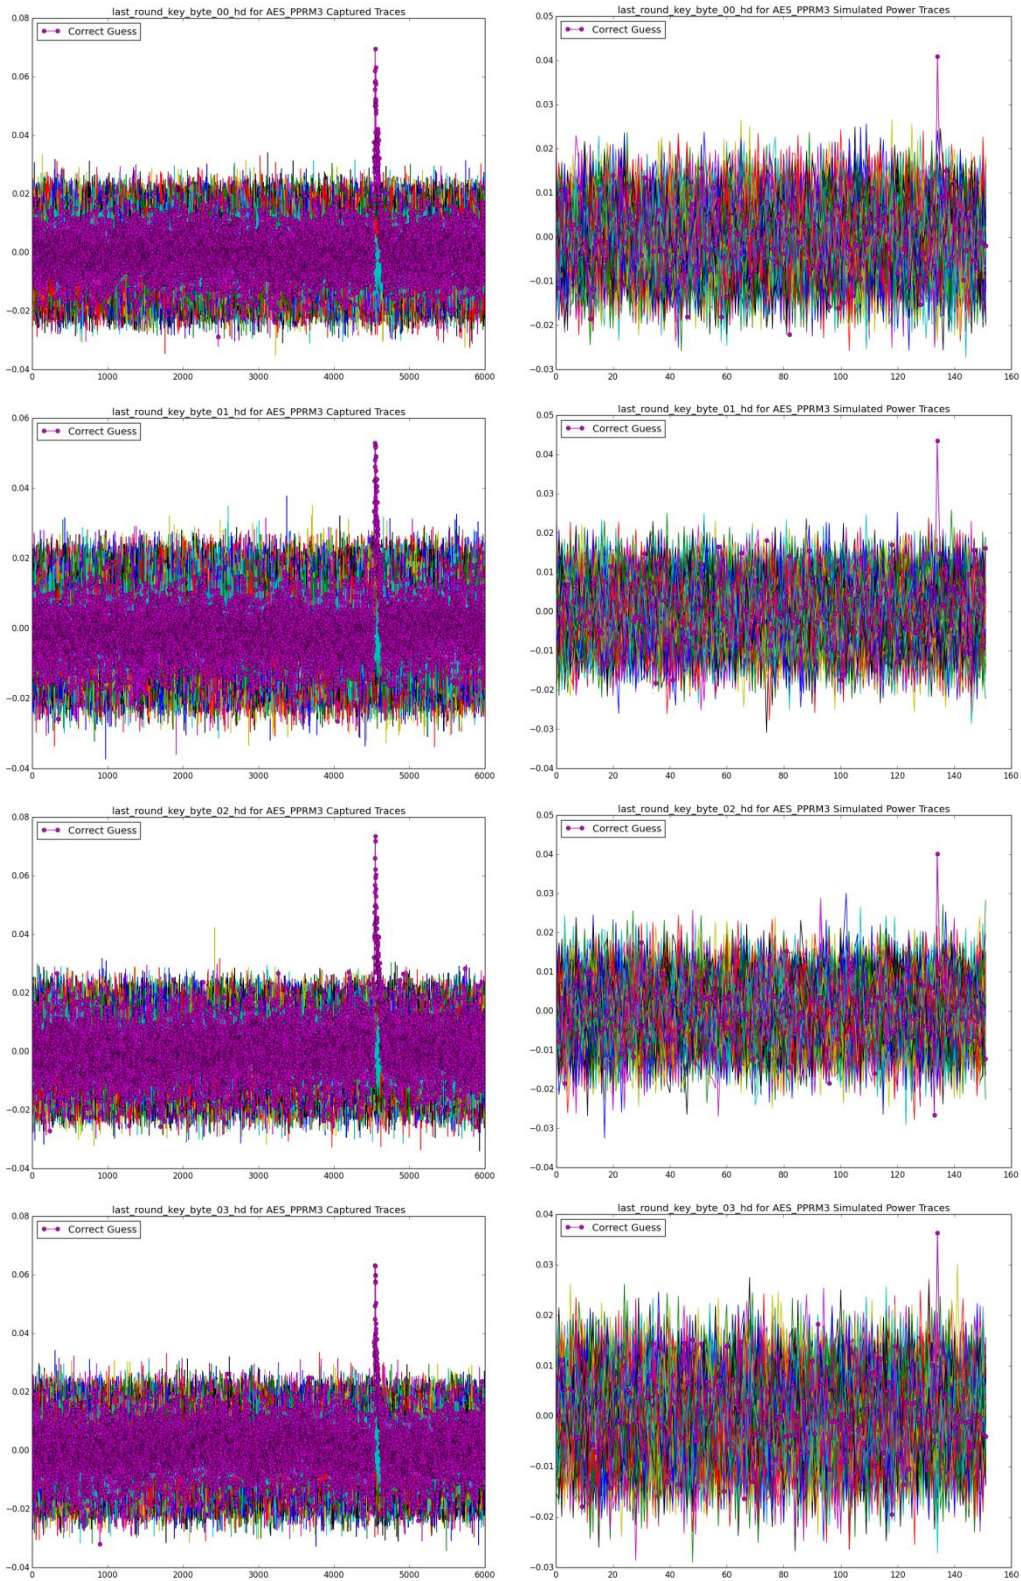 last_round_key_byte_00_hd for AES_PPRM3 Captured Traces
Correct Guess
0.08
0.06
0.04
0.02
0.00
−0.02
−0.04
0 1000 2000 3000 4000 5000 6000
last_round_key_byte_00_hd for AES_PPRM3 Simulated Power Traces
Correct Guess
0.05
0.04
0.03
0.02
0.01
0.00
−0.01
−0.02
−0.03
0 20 40 60 80 100 120 140 160
last_round_key_byte_01_hd for AES_PPRM3 Captured Traces
Correct Guess
0.06
0.04
0.02
0.00
−0.02
−0.04
0 1000 2000 3000 4000 5000 6000
last_round_key_byte_01_hd for AES_PPRM3 Simulated Power Traces
Correct Guess
0.05
0.04
0.03
0.02
0.01
0.00
−0.01
−0.02
−0.03
−0.04
0 20 40 60 80 100 120 140 160
last_round_key_byte_02_hd for AES_PPRM3 Captured Traces
Correct Guess
0.08
0.06
0.04
0.02
0.00
−0.02
−0.04
0 1000 2000 3000 4000 5000 6000
last_round_key_byte_02_hd for AES_PPRM3 Simulated Power Traces
Correct Guess
0.05
0.04
0.03
0.02
0.01
0.00
−0.01
−0.02
−0.03
−0.04
0 20 40 60 80 100 120 140 160
last_round_key_byte_03_hd for AES_PPRM3 Captured Traces
Correct Guess
0.08
0.06
0.04
0.02
0.00
−0.02
−0.04
0 1000 2000 3000 4000 5000 6000
last_round_key_byte_03_hd for AES_PPRM3 Simulated Power Traces
Correct Guess
0.04
0.03
0.02
0.01
0.00
−0.01
−0.02
−0.03
0 20 40 60 80 100 120 140 160